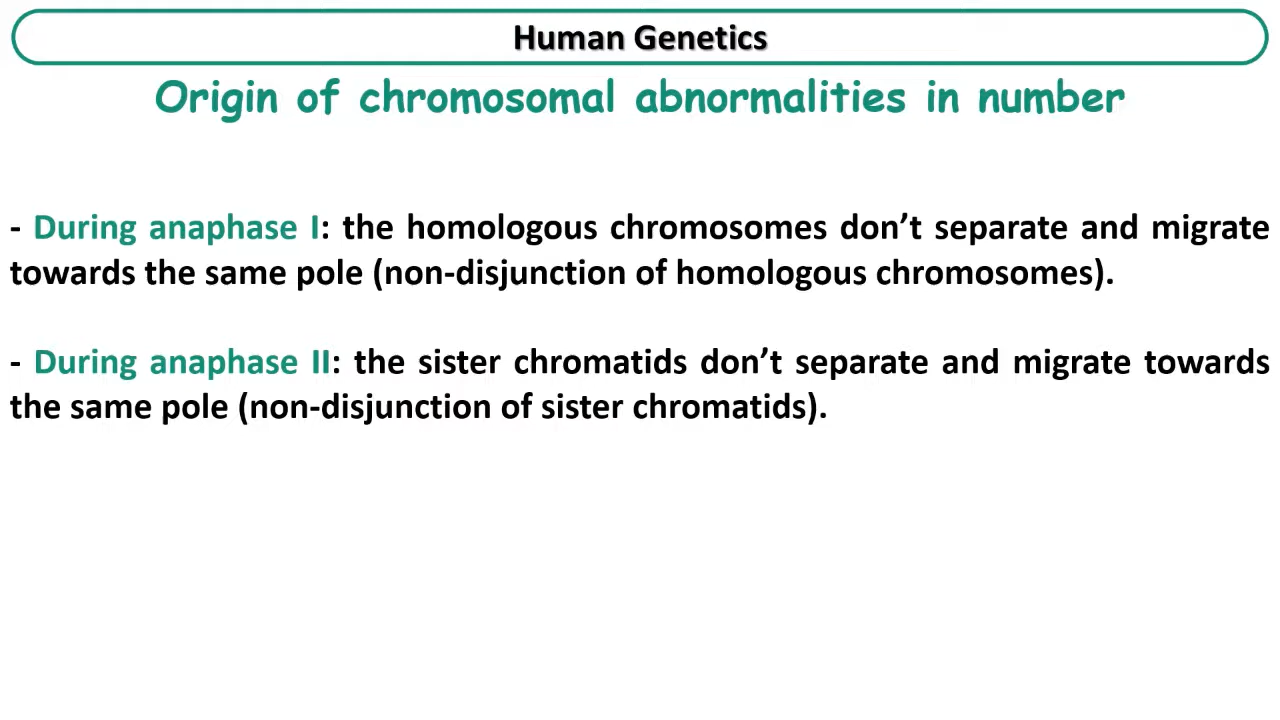 Human Genetics
Origin of chromosomal abnormalities in number
- During anaphase I: the homologous chromosomes don’t separate and migrate
towards the same pole (non-disjunction of homologous chromosomes).
- During anaphase II: the sister chromatids don’t separate and migrate towards
the same pole (non-disjunction of sister chromatids).